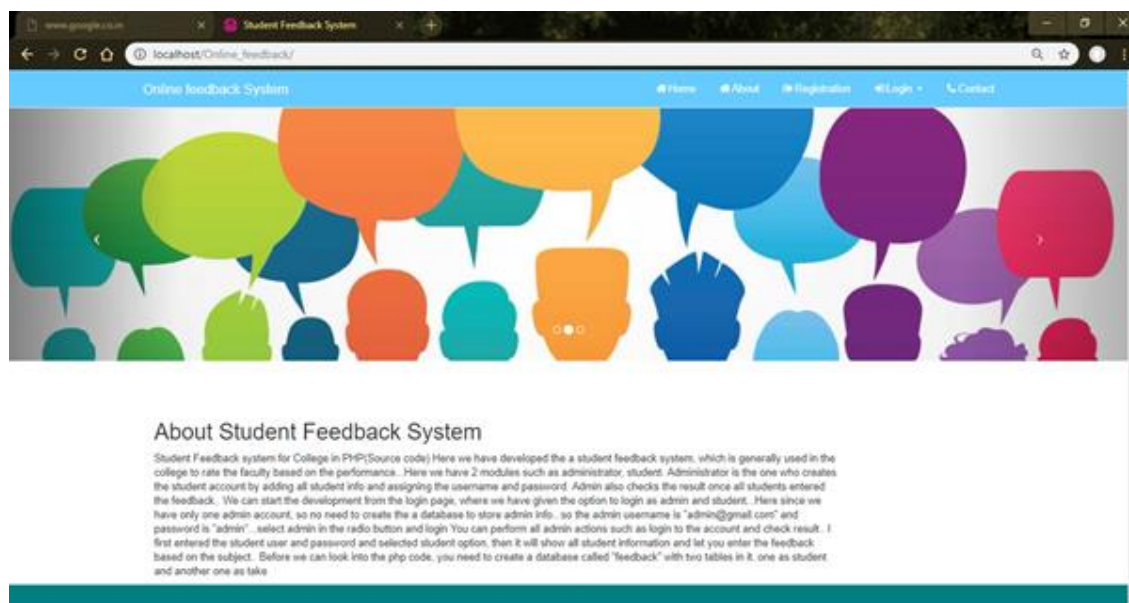 www.google.co.in
Student Feedback System
localhost/Online_feedback/
Online feedback System
Home About Registration Login Contact
About Student Feedback System
Student Feedback system for College in PHP(Source code) Here we have developed the a student feedback system, which is generally used in the
college to rate the faculty based on the performance...Here we have 2 modules such as administrator, student. Administrator is the one who creates
the student account by adding all student info and assigning the username and password. Admin also checks the result once all students entered
the feedback.. We can start the development from the login page, where we have given the option to login as admin and student...Here since we
have only one admin account, so no need to create the a database to store admin info.. so the admin username is "admin@gmail.com" and
password is "admin"...select admin in the radio button and login You can perform all admin actions such as login to the account and check result.. I
first entered the student user and password and selected student option, then it will show all student information and let you enter the feedback
based on the subject.. Before we can look into the php code, you need to create a database called "feedback" with two tables in it. one as student
and another one as take